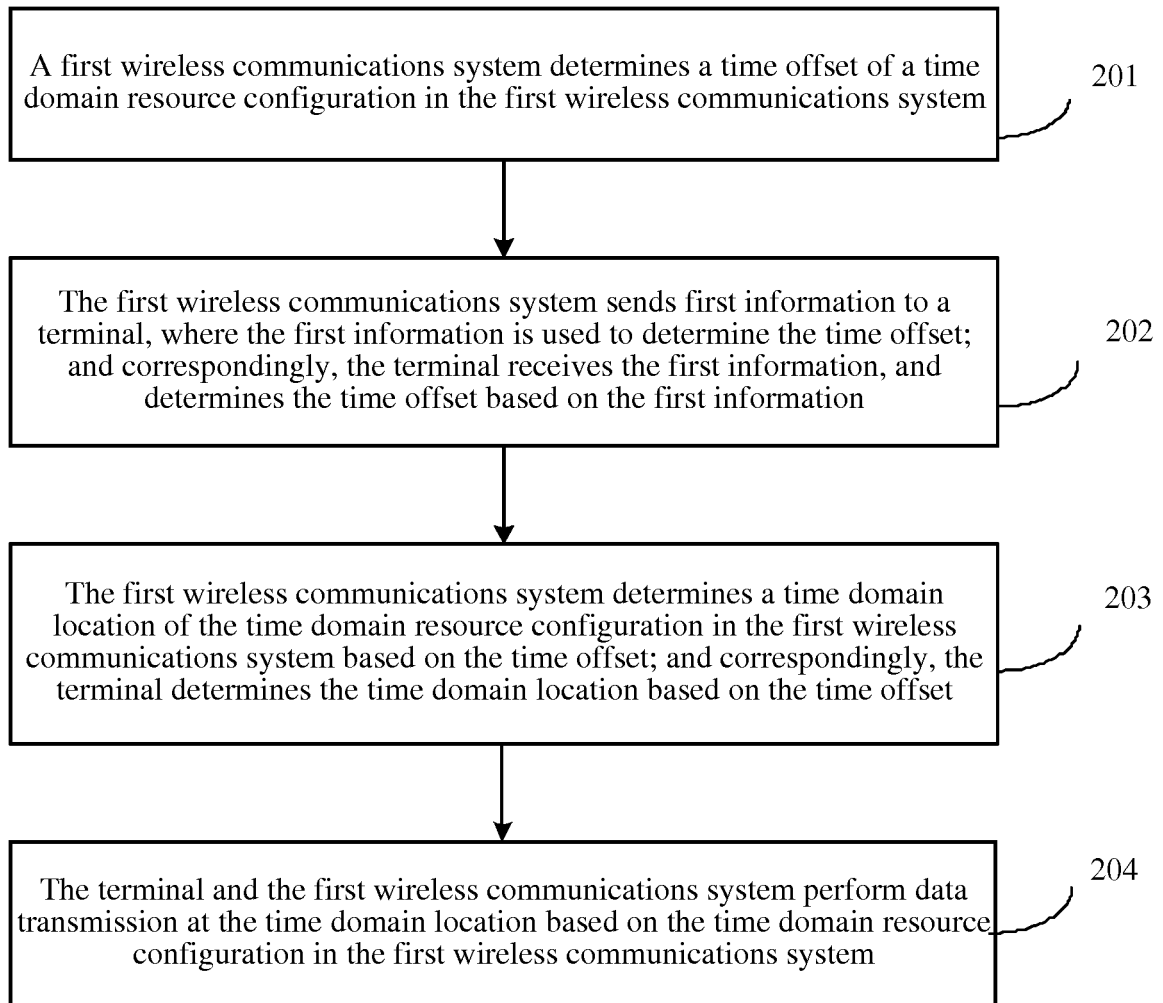 A first wireless communications system determines a time
domain resource configuration in the first wireless communications system
201
The first wireless communications system sends first information to a
terminal, where the first information is used to determine the time offset;
and correspondingly, the terminal receives the first information, and
determines the time offset based on the first information
202
The first wireless communications system determines a time domain
location of the time domain resource configuration in the first wireless
communications system based on the time offset; and correspondingly, the
terminal determines the time domain location based on the time offset
203
The terminal and the first wireless communications system perform data
transmission at the time domain location based on the time domain resource
configuration in the first wireless communications system
204